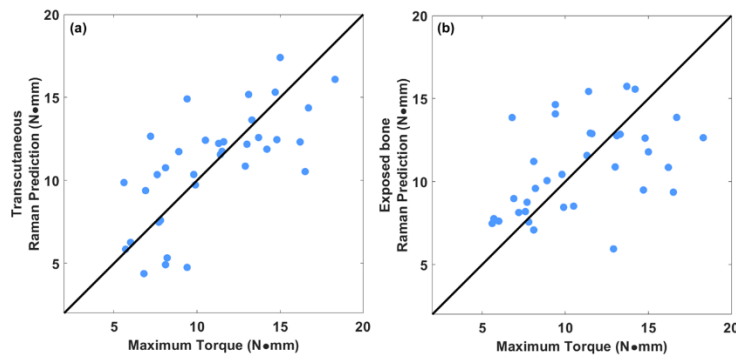 (a)
Transcutaneous
Raman Prediction (N●mm)
20
15
10
5
5 10 15 20
Maximum Torque (N●mm)
(b)
Exposed bone
Raman Prediction (N●mm)
20
15
10
5
5 10 15 20
Maximum Torque (N●mm)